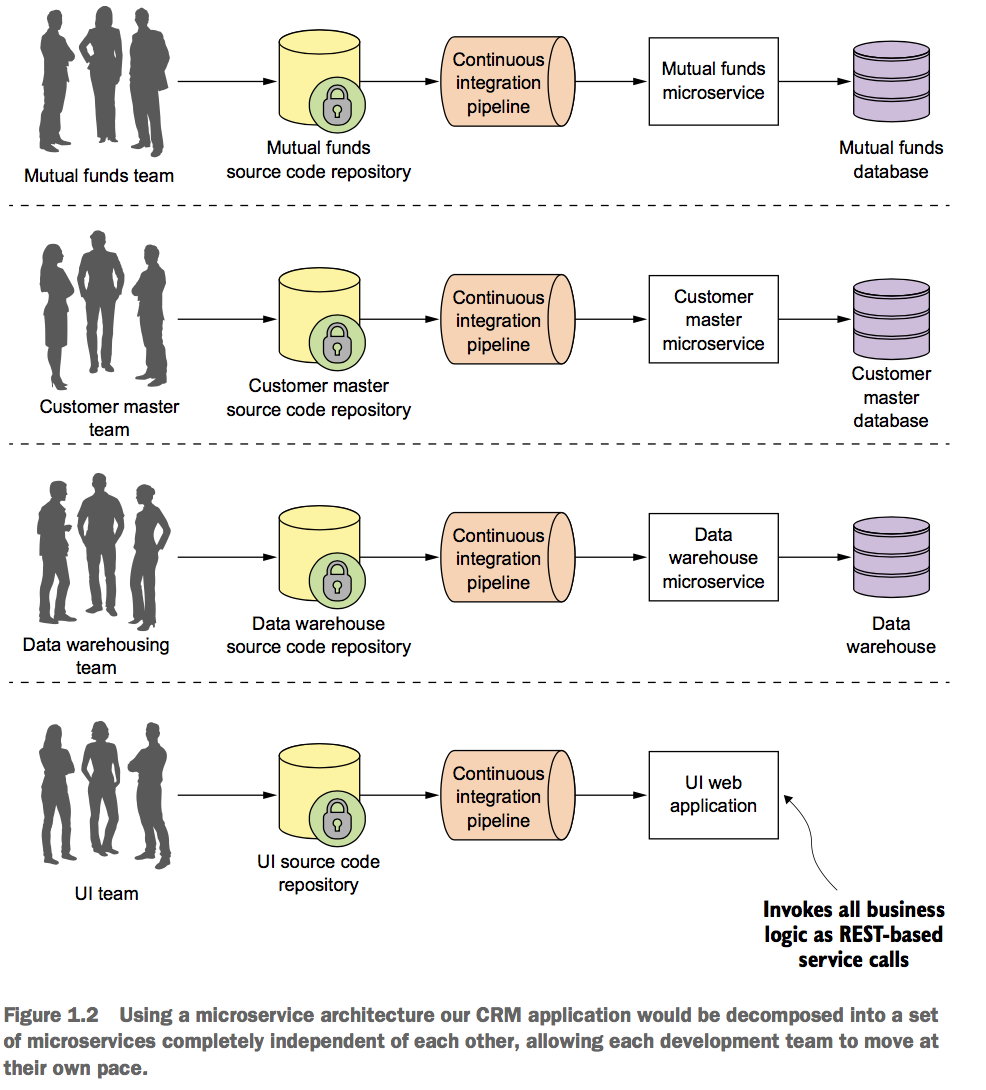 Mutual funds team
Mutual funds
source code repository
Continuous
integration
pipeline
Mutual funds
microservice
Mutual funds
database
Customer master
team
Customer master
source code repository
Continuous
integration
pipeline
Customer
master
microservice
Customer
master
database
Data warehousing
team
Data warehouse
source code repository
Continuous
integration
pipeline
Data
warehouse
microservice
Data
warehouse
UI team
UI source code
repository
Continuous
integration
pipeline
UI web
application
Invokes all business
logic as REST-based
service calls
Figure 1.2 Using a microservice architecture our CRM application would be decomposed into a set
of microservices completely independent of each other, allowing each development team to move at
their own pace.